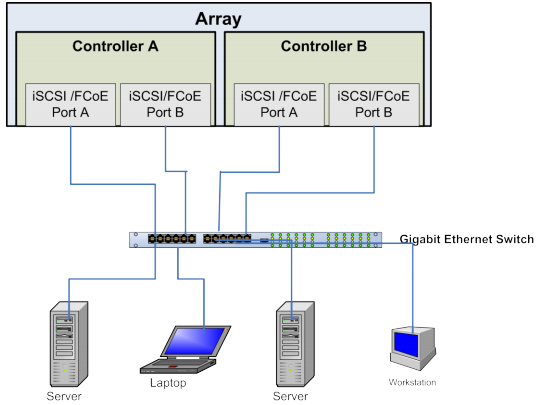 Array
Controller A
Controller B
iSCSI /FCoE
Port A
iSCSI/FCoE
Port B
iSCSI /FCoE
Port A
iSCSI/FCoE
Port B
Gigabit Ethernet Switch
Server
Laptop
Server
Workstation